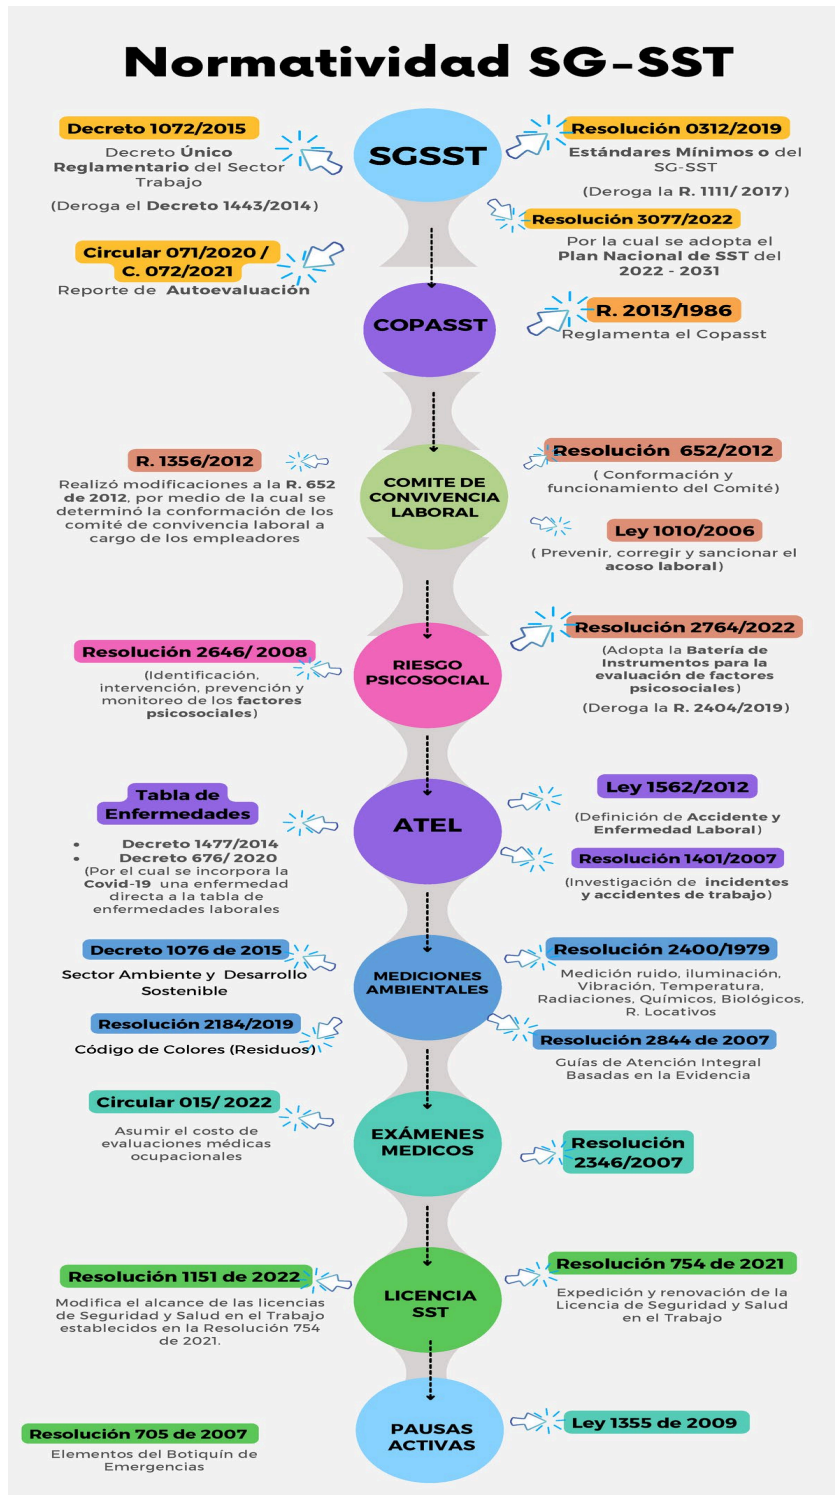 Normatividad SG-SST
SGSST
Decreto 1072/2015
Decreto Único
Reglamentario del Sector
Trabajo
(Deroga el Decreto 1443/2014)
Resolución 0312/2019
Estándares Mínimos o del
SG-SST
(Deroga la R. 1111/ 2017)
Resolución 3077/2022
Por la cual se adopta el
Plan Nacional de SST del
2022 - 2031
Circular 071/2020 /
C. 072/2021
Reporte de Autoevaluación
COPASST
R. 2013/1986
Reglamenta el Copasst
COMITE DE
CONVIVENCIA
LABORAL
R. 1356/2012
Realizó modificaciones a la R. 652
de 2012, por medio de la cual se
determinó la conformación de los
comité de convivencia laboral a
cargo de los empleadores
Resolución 652/2012
( Conformación y
funcionamiento del Comité)
Ley 1010/2006
( Prevenir, corregir y sancionar el
acoso laboral)
RIESGO
PSICOSOCIAL
Resolución 2646/ 2008
(Identificación,
intervención, prevención y
monitoreo de los factores
psicosociales)
Resolución 2764/2022
(Adopta la Batería de
Instrumentos para la
evaluación de factores
psicosociales)
(Deroga la R. 2404/2019)
ATEL
Tabla de
Enfermedades
• Decreto 1477/2014
• Decreto 676/ 2020
(Por el cual se incorpora la
Covid-19 una enfermedad
directa a la tabla de
enfermedades laborales
Ley 1562/2012
(Definición de Accidente y
Enfermedad Laboral)
Resolución 1401/2007
(Investigación de incidentes
y accidentes de trabajo)
MEDICIONES
AMBIENTALES
Decreto 1076 de 2015
Sector Ambiente y Desarrollo
Sostenible
Resolución 2184/2019
Código de Colores (Residuos)
Resolución 2400/1979
Medición ruido, iluminación,
Vibración, Temperatura,
Radiaciones, Químicos, Biológicos,
R. Locativos
Resolución 2844 de 2007
Guías de Atención Integral
Basadas en la Evidencia
EXÁMENES
MEDICOS
Circular 015/ 2022
Asumir el costo de
evaluaciones médicas
ocupacionales
Resolución
2346/2007
LICENCIA
SST
Resolución 1151 de 2022
Modifica el alcance de las licencias
de Seguridad y Salud en el Trabajo
establecidos en la Resolución 754
de 2021.
Resolución 754 de 2021
Expedición y renovación de la
Licencia de Seguridad y Salud
en el Trabajo
PAUSAS
ACTIVAS
Ley 1355 de 2009
Resolución 705 de 2007
Elementos del Botiquín de
Emergencias